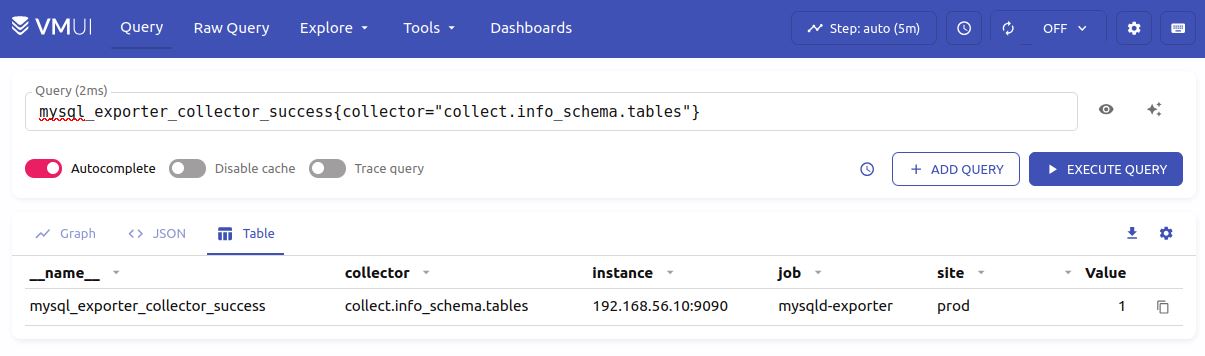 VMUI Query Raw Query Explore Tools Dashboards Step: auto (5m) OFF
Query (2ms)
mysql_exporter_collector_success{collector="collect.info_schema.tables"}
Autocomplete Disable cache Trace query ADD QUERY EXECUTE QUERY
Graph JSON Table
__name__ collector instance job site Value
mysql_exporter_collector_success collect.info_schema.tables 192.168.56.10:9090 mysqld-exporter prod 1